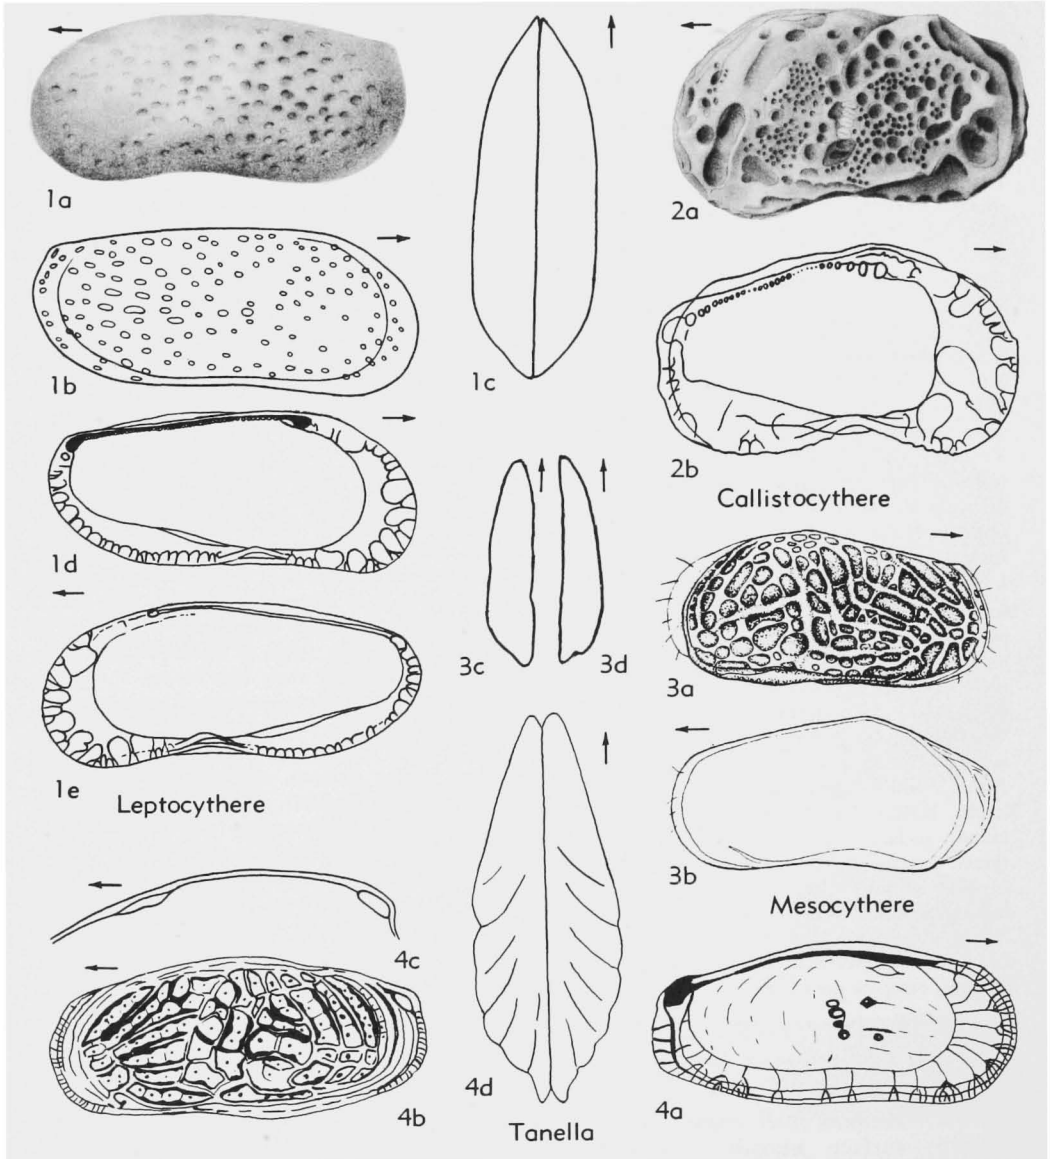 1a
2a
1b
1c
2b
Callistocythere
1d
3c
3d
3a
1e
Leptocythere
3b
Mesocythere
4c
4b
4d
4a
Tanella